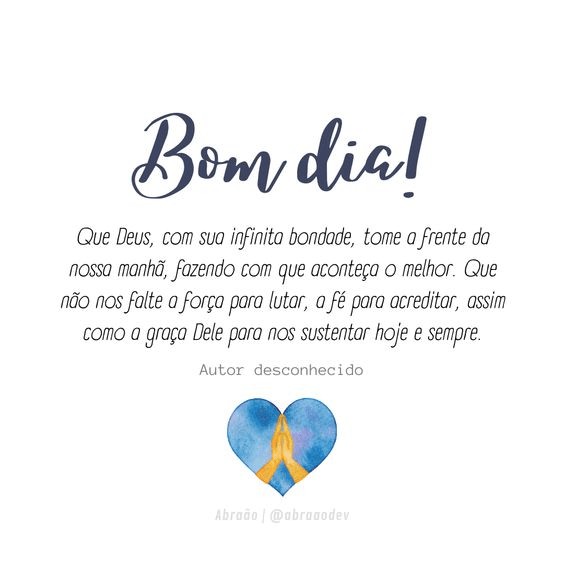 Bom dia!
Que Deus, com sua infinita bondade, tome a frente da
nossa manhã, fazendo com que aconteça o melhor. Que
não nos falte a força para lutar, a fé para acreditar, assim
como a graça Dele para nos sustentar hoje e sempre.
Autor desconhecido
Abraão | @abraaodev